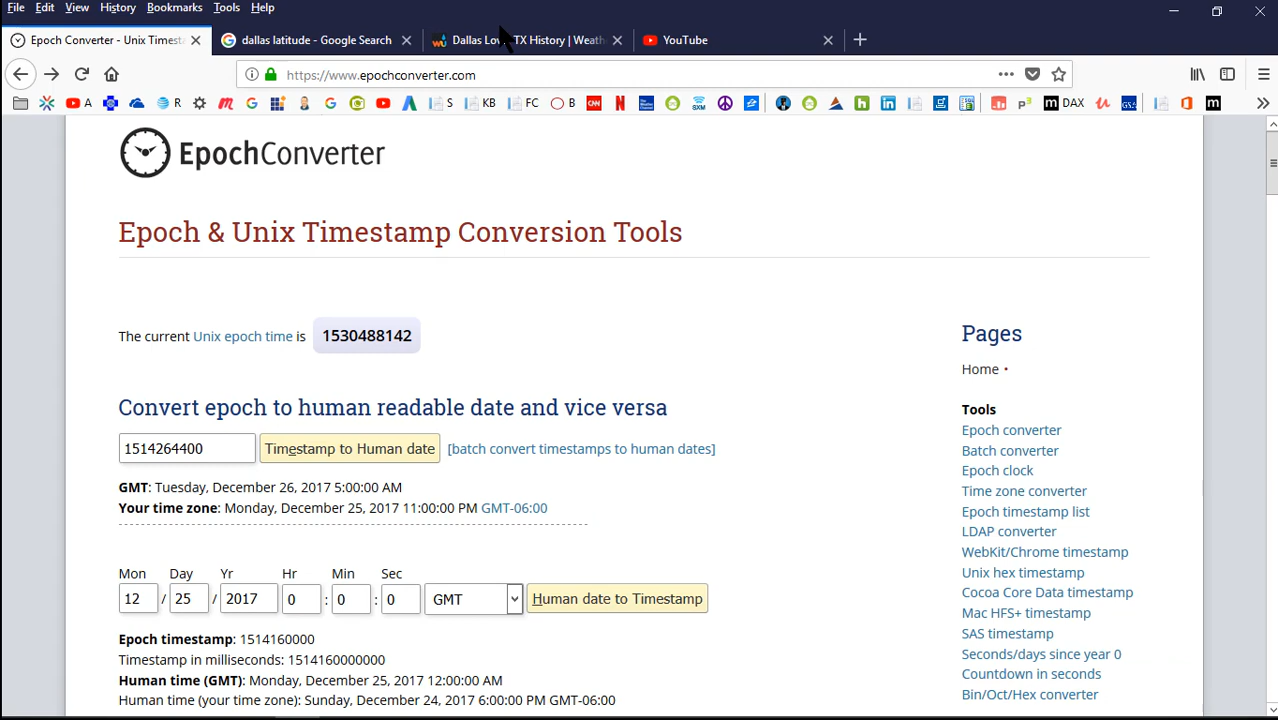 File Edit View History Bookmarks Tools Help
Epoch Converter - Unix Timest
dallas latitude - Google Search
Dallas Lov TX History | Weath
YouTube
https://www.epochconverter.com
A R G S KB FC B CNN N SXM Z h in p3 m DAX GSA m
EpochConverter
Epoch & Unix Timestamp Conversion Tools
The current Unix epoch time is 1530488142
Convert epoch to human readable date and vice versa
1514264400 Timestamp to Human date [batch convert timestamps to human dates]
GMT: Tuesday, December 26, 2017 5:00:00 AM
Your time zone: Monday, December 25, 2017 11:00:00 PM GMT-06:00
Mon Day Yr Hr Min Sec
12 / 25 / 2017 0 : 0 : 0 GMT Human date to Timestamp
Epoch timestamp: 1514160000
Timestamp in milliseconds: 1514160000000
Human time (GMT): Monday, December 25, 2017 12:00:00 AM
Human time (your time zone): Sunday, December 24, 2017 6:00:00 PM GMT-06:00
Pages
Home
Tools
Epoch converter
Batch converter
Epoch clock
Time zone converter
Epoch timestamp list
LDAP converter
WebKit/Chrome timestamp
Unix hex timestamp
Cocoa Core Data timestamp
Mac HFS+ timestamp
SAS timestamp
Seconds/days since year 0
Countdown in seconds
Bin/Oct/Hex converter